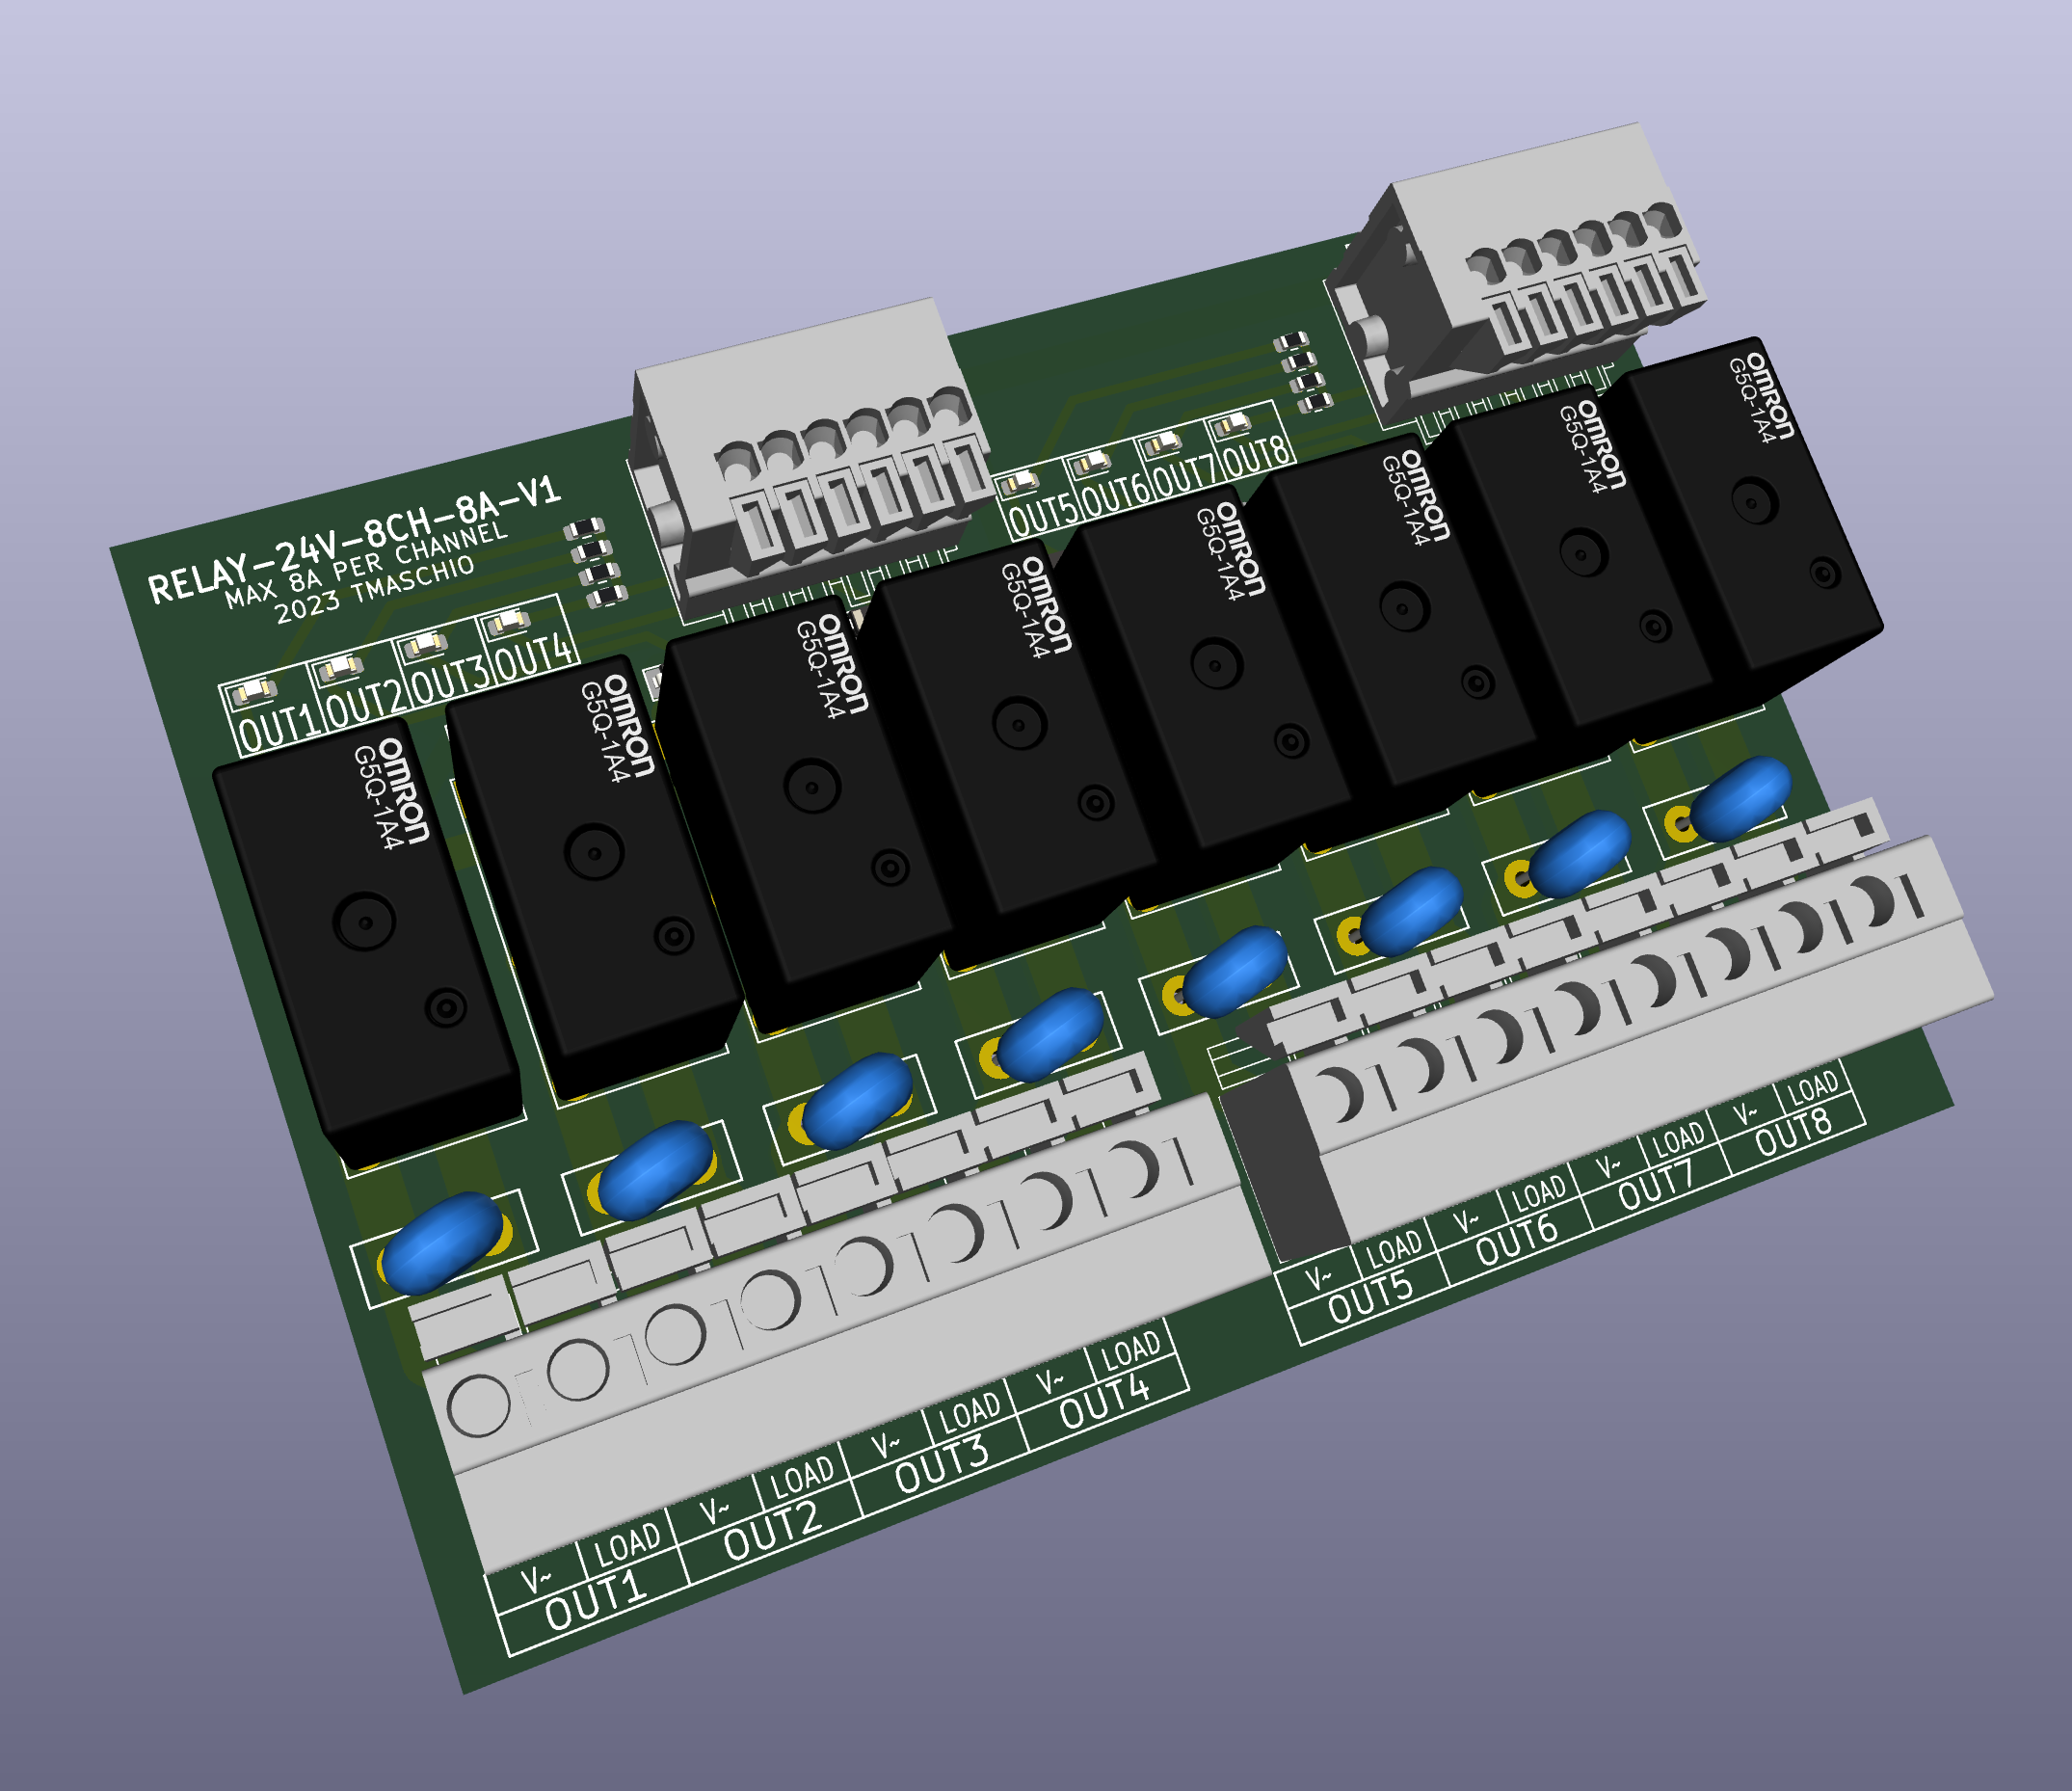 RELAY-24V-8CH-8A-V1
MAX 8A PER CHANNEL
2023 TMASCHIO
OUT1 OUT2 OUT3 OUT4
OUT5 OUT6 OUT7 OUT8
omron
G5Q-1A4
omron
G5Q-1A4
omron
G5Q-1A4
omron
G5Q-1A4
omron
G5Q-1A4
omron
G5Q-1A4
omron
G5Q-1A4
omron
G5Q-1A4
V~ LOAD V~ LOAD V~ LOAD V~ LOAD
OUT1 OUT2 OUT3 OUT4
V~ LOAD V~ LOAD V~ LOAD V~ LOAD
OUT5 OUT6 OUT7 OUT8